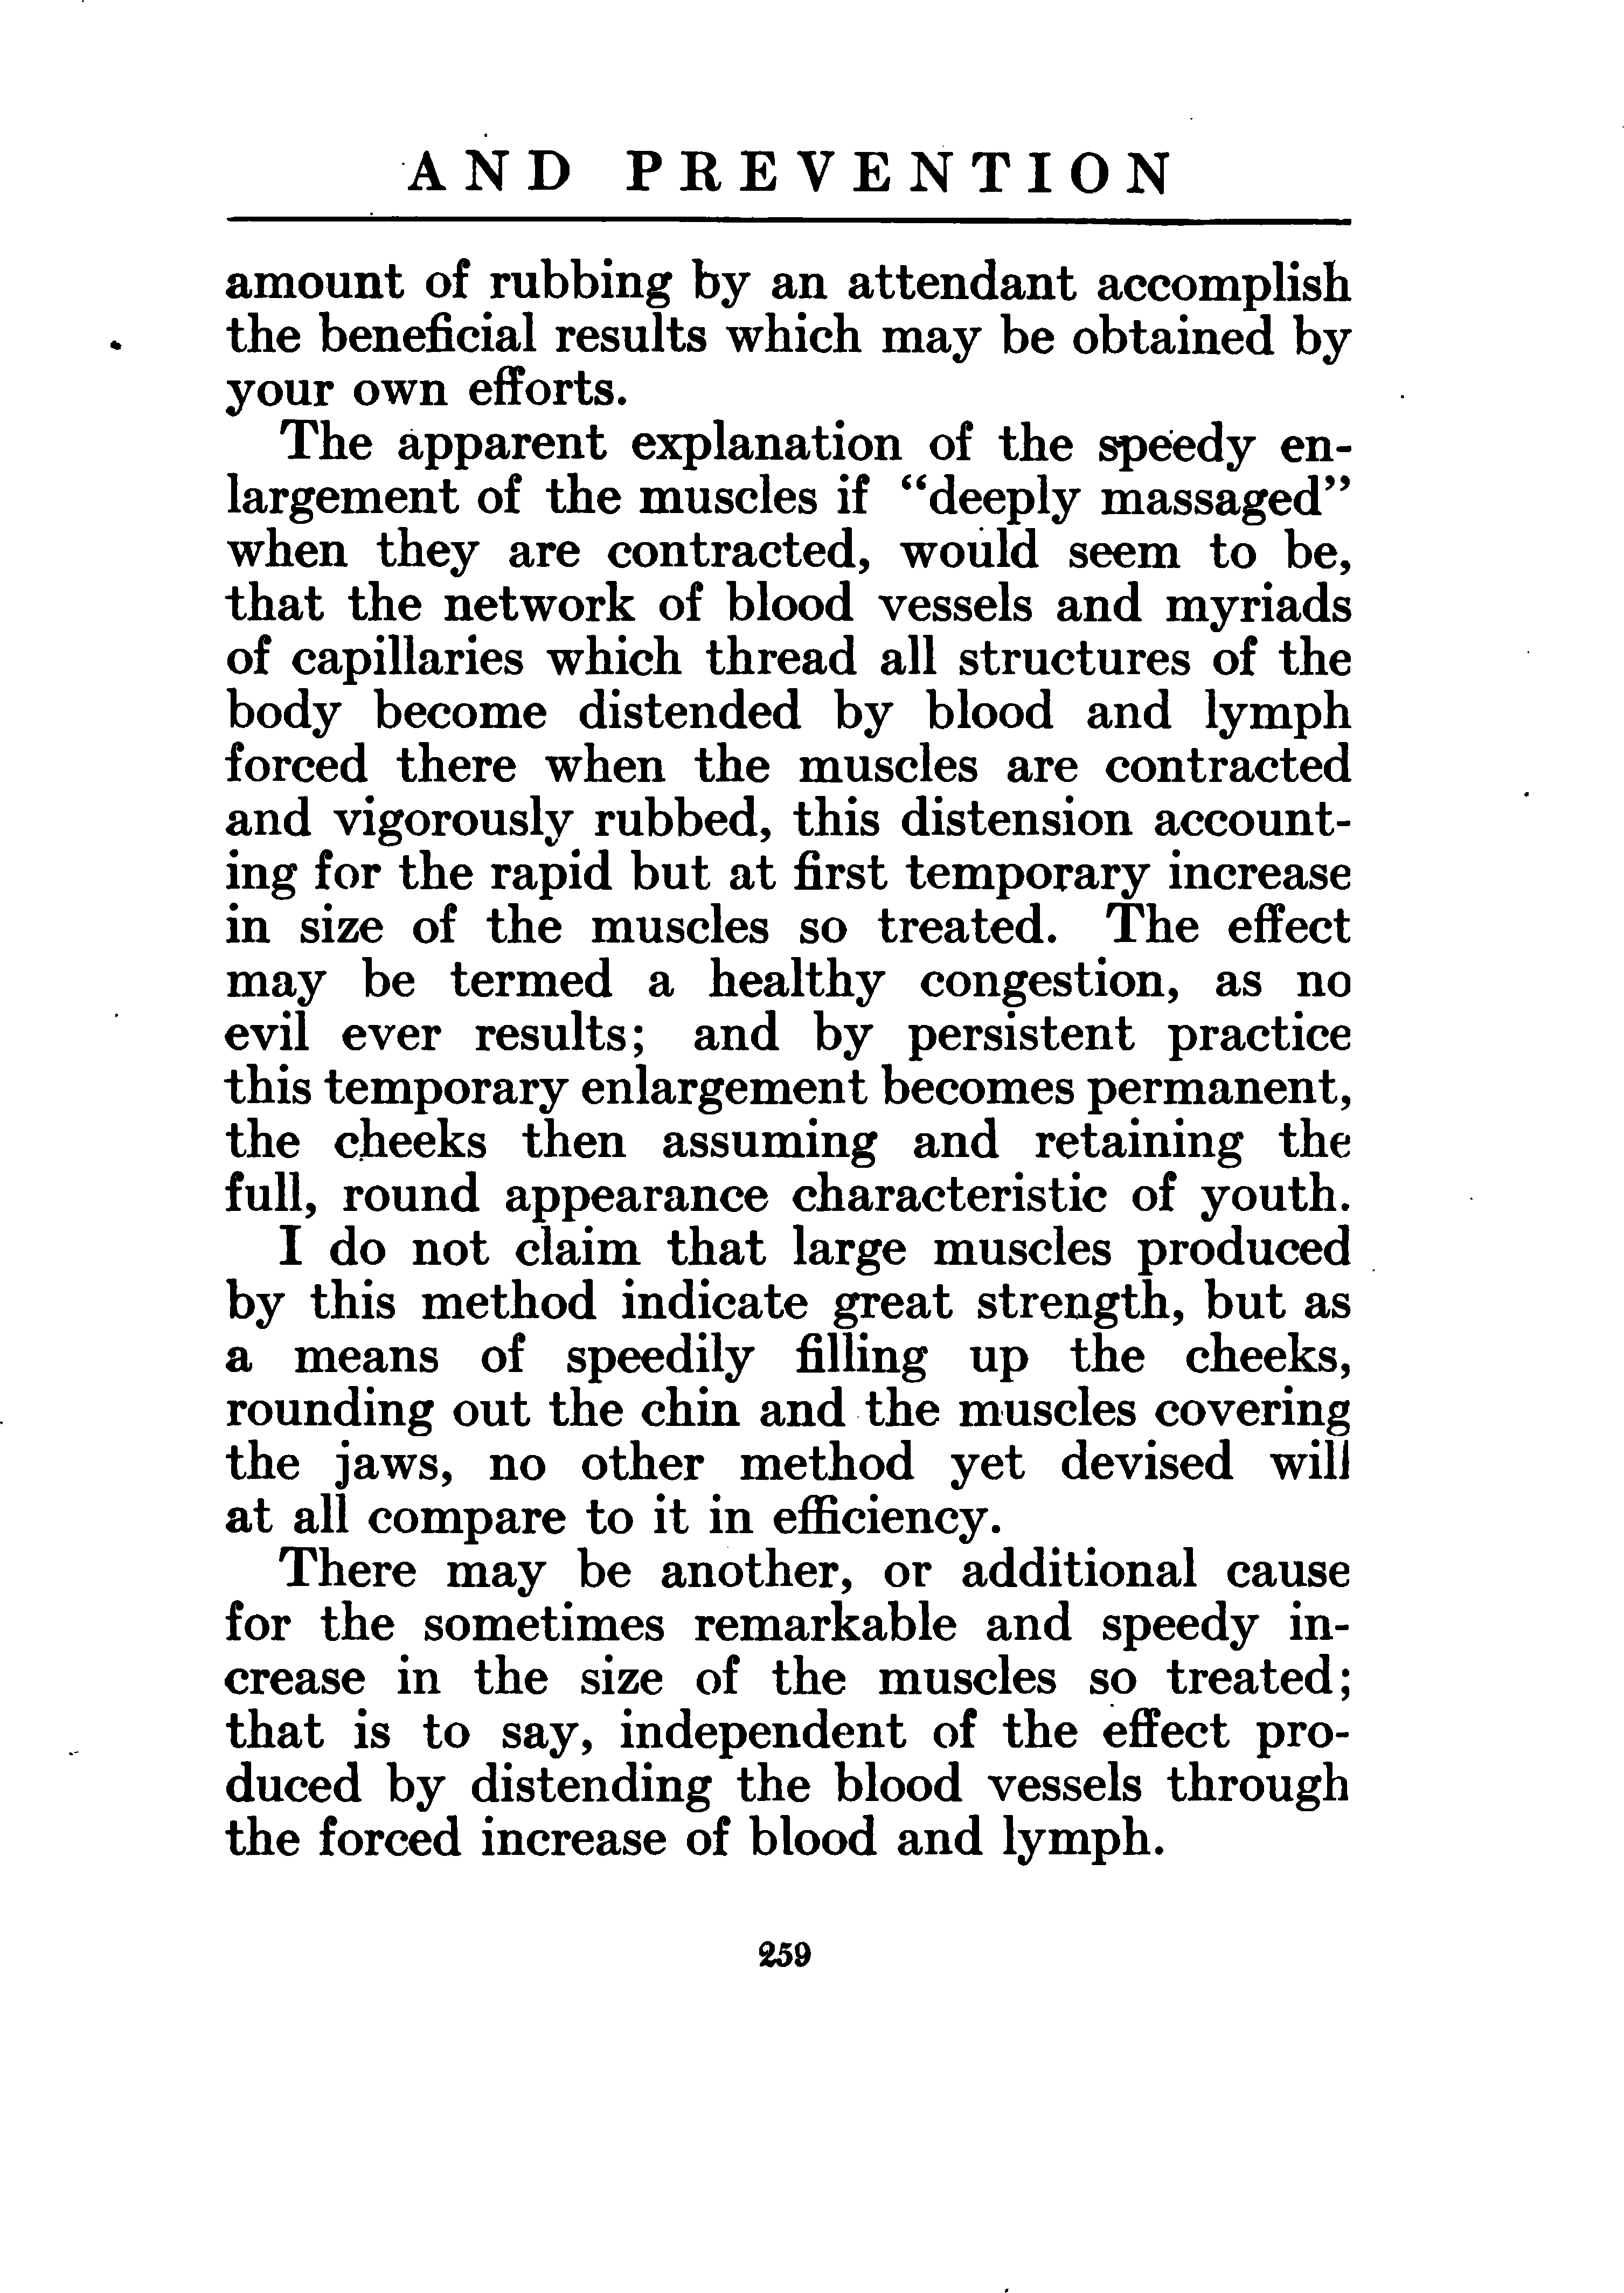 AND PREVENTION
amount of rubbing by an attendant accomplish
the beneficial results which may be obtained by
your own efforts.
The apparent explanation of the speedy en-
largement of the muscles if “deeply massaged”
when they are contracted, would seem to be,
that the network of blood vessels and myriads
of capillaries which thread all structures of the
body become distended by blood and lymph
forced there when the muscles are contracted
and vigorously rubbed, this distension account-
ing for the rapid but at first temporary increase
in size of the muscles so treated. The effect
may be termed a healthy congestion, as no
evil ever results; and by persistent practice
this temporary enlargement becomes permanent,
the cheeks then assuming and retaining the
full, round appearance characteristic of youth.
I do not claim that large muscles produced
by this method indicate great strength, but as
a means of speedily filling up the cheeks,
rounding out the chin and the muscles covering
the jaws, no other method yet devised will
at all compare to it in efficiency.
There may be another, or additional cause
for the sometimes remarkable and speedy in-
crease in the size of the muscles so treated;
that is to say, independent of the effect pro-
duced by distending the blood vessels through
the forced increase of blood and lymph.
259